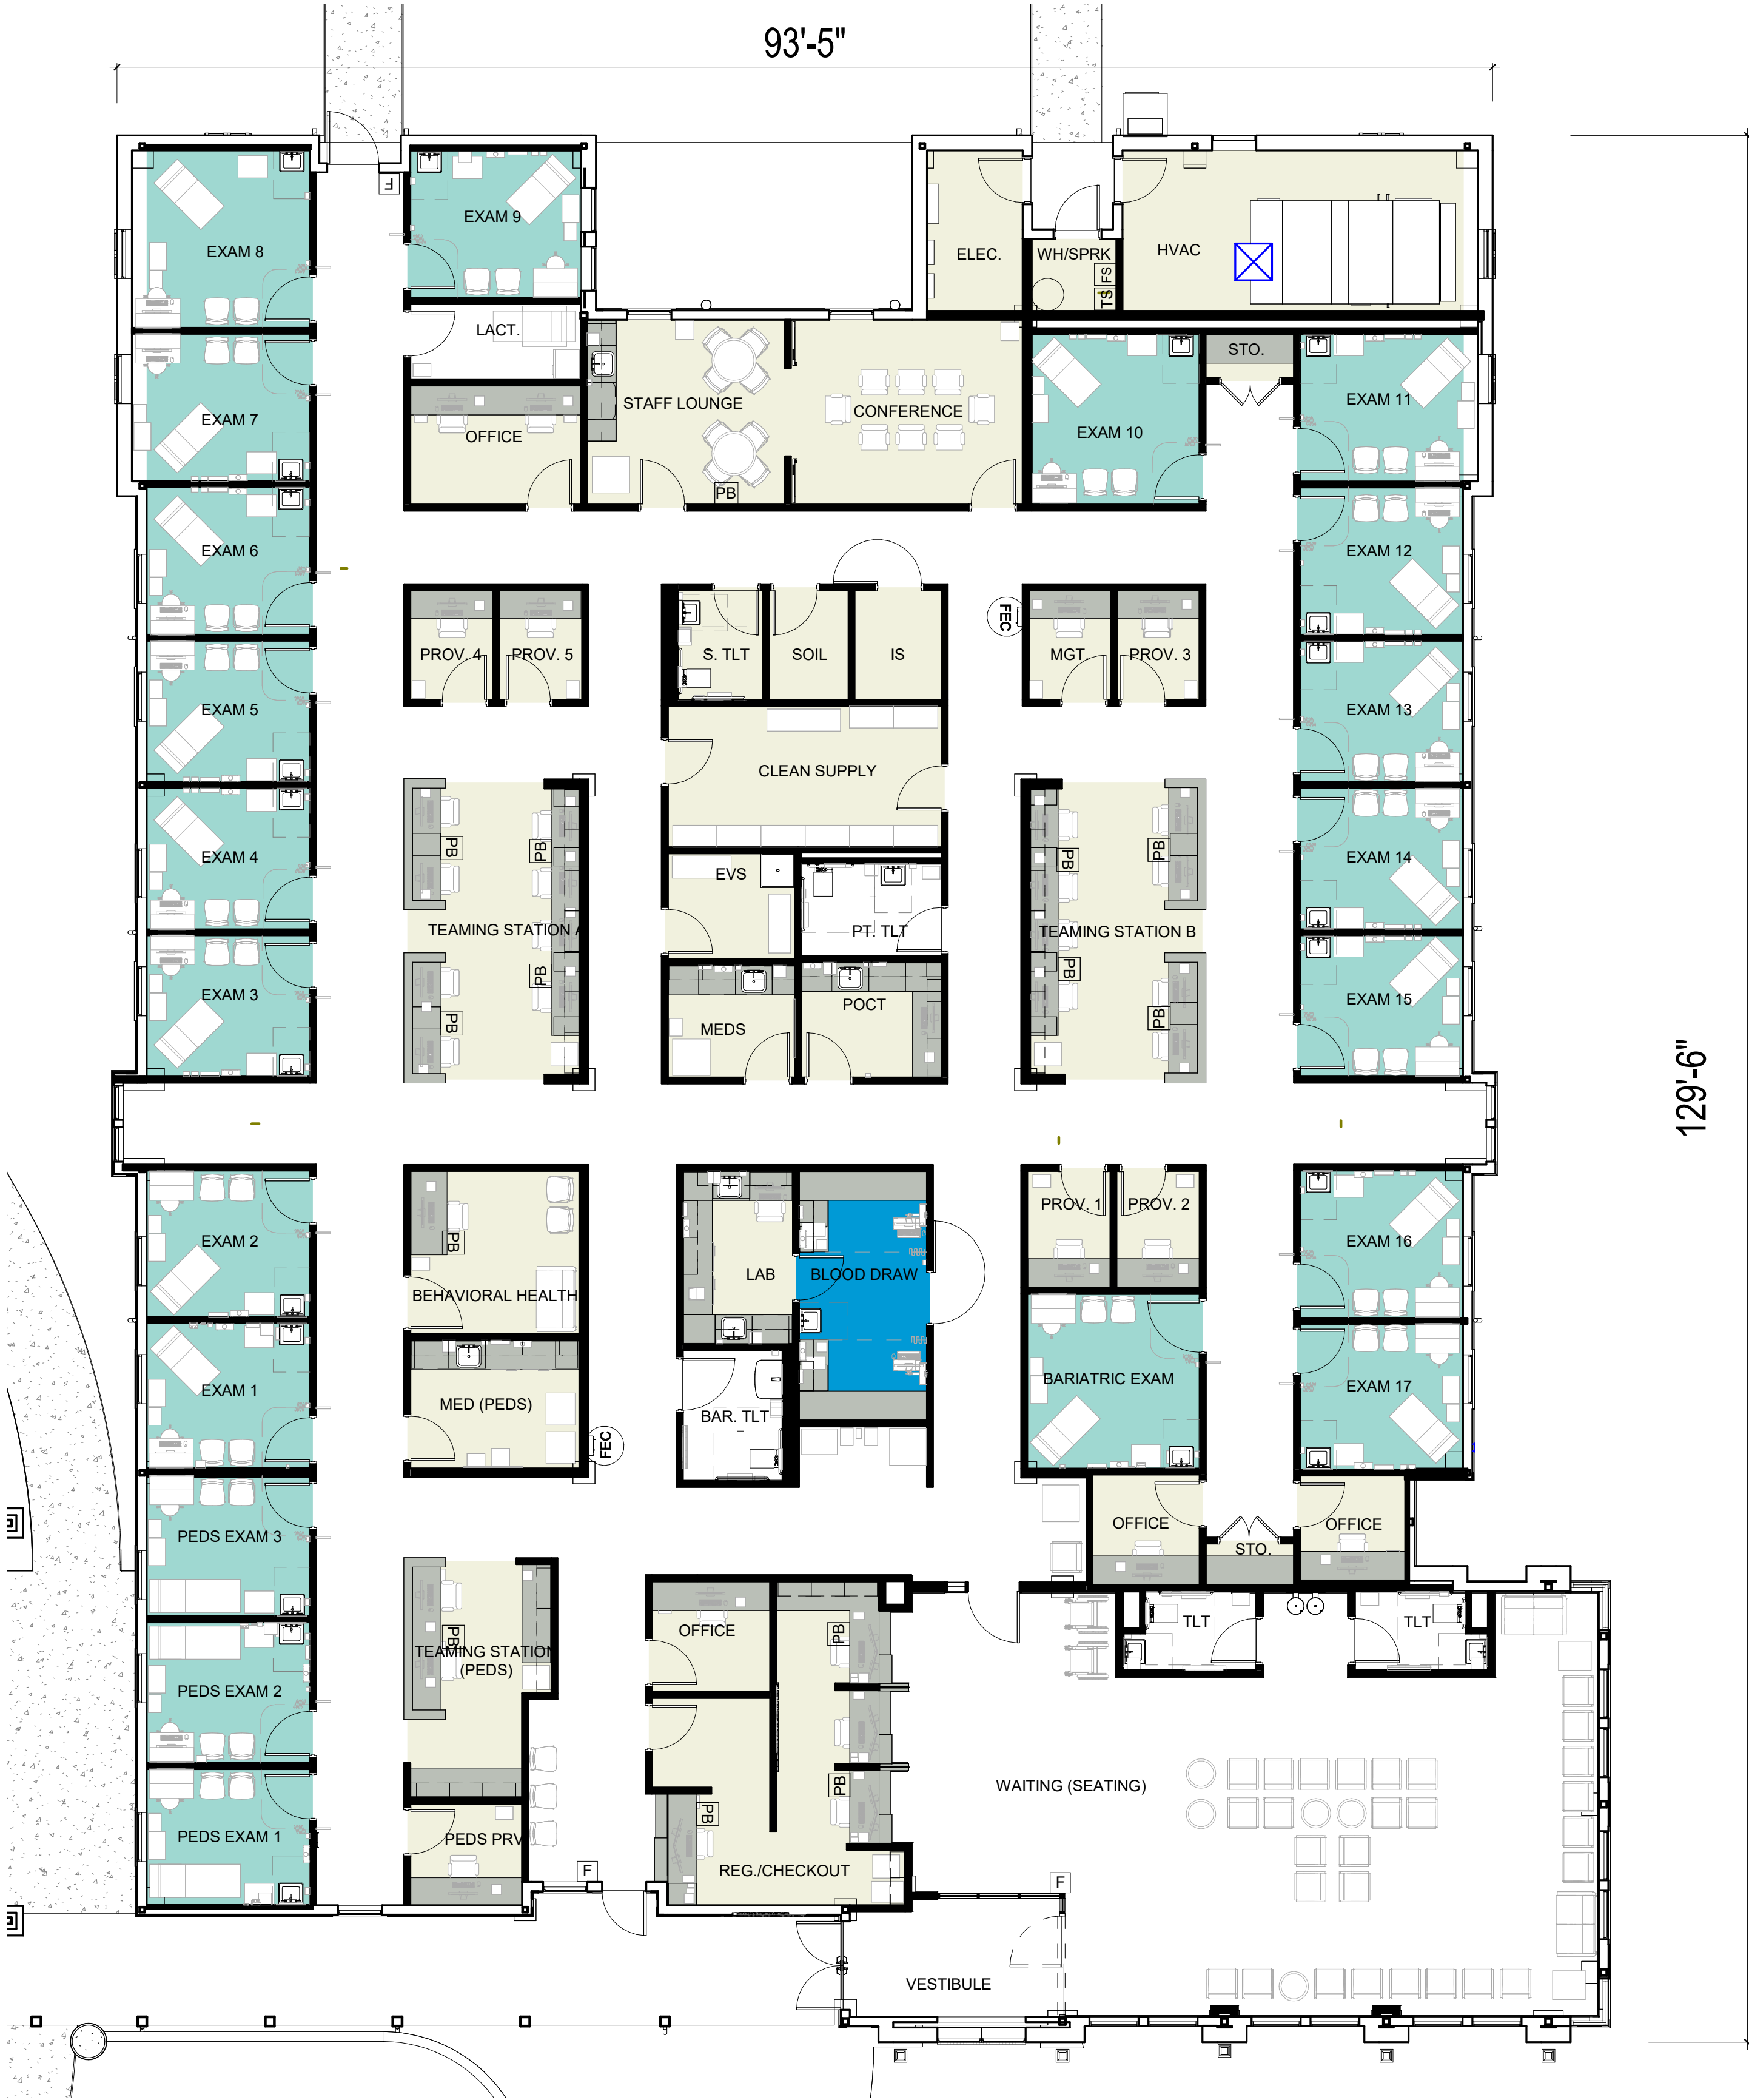 93'-5"
129'-6"
EXAM 8
F
EXAM 9
ELEC.
WH/SPRK
FS
TS
HVAC
LACT.
EXAM 7
OFFICE
STAFF LOUNGE
PB
CONFERENCE
EXAM 10
STO.
EXAM 11
EXAM 6
EXAM 12
PROV. 4
PROV. 5
S. TLT
SOIL
IS
FEC
MGT.
PROV. 3
EXAM 5
EXAM 13
CLEAN SUPPLY
EXAM 4
PB
PB
EVS
PB
PB
EXAM 14
TEAMING STATION A
PT. TLT
TEAMING STATION B
EXAM 3
PB
PB
MEDS
POCT
PB
PB
EXAM 15
EXAM 2
PB
BEHAVIORAL HEALTH
LAB
BLOOD DRAW
PROV. 1
PROV. 2
EXAM 16
EXAM 1
MED (PEDS)
FEC
BAR. TLT
BARIATRIC EXAM
EXAM 17
PEDS EXAM 3
OFFICE
STO.
OFFICE
PB
TEAMING STATION
(PEDS)
OFFICE
PB
TLT
TLT
PEDS EXAM 2
PEDS EXAM 1
PEDS PRV
PB
PB
REG./CHECKOUT
WAITING (SEATING)
F
F
VESTIBULE